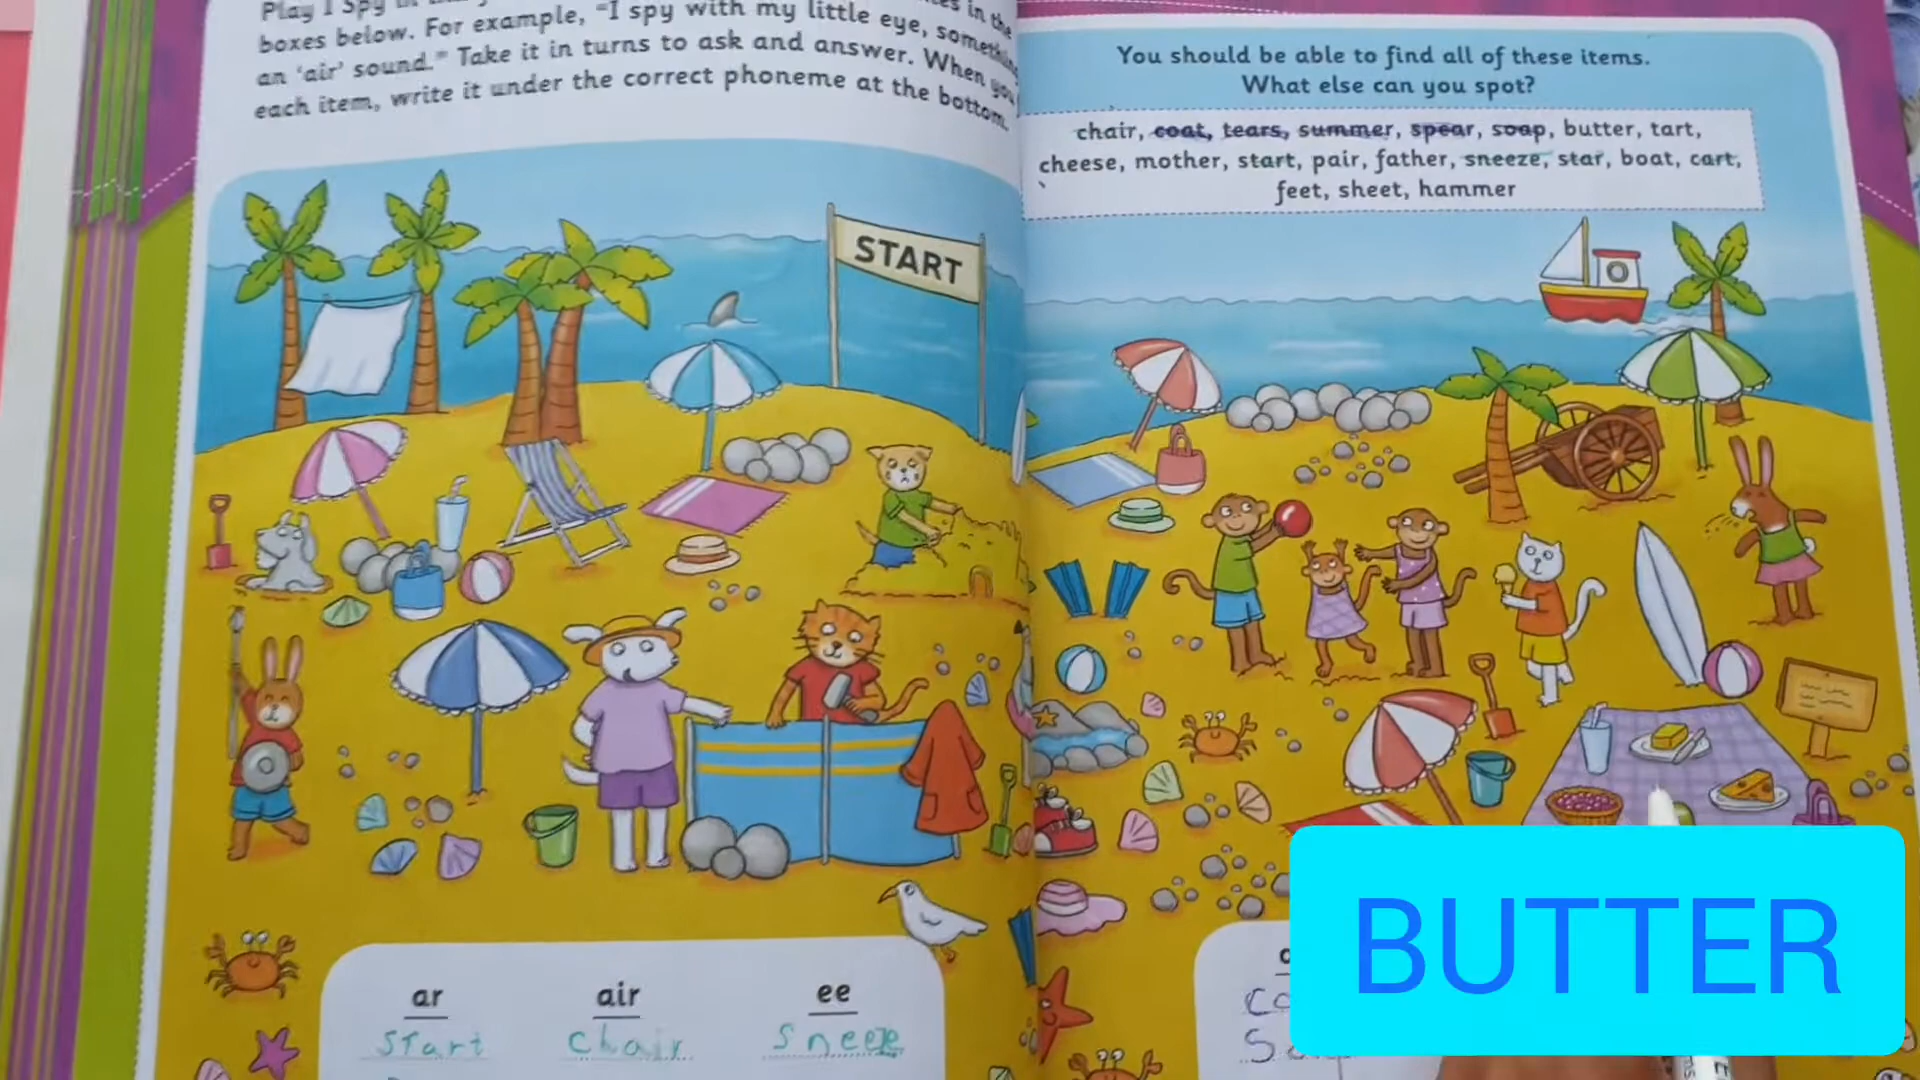 Play I Spy in
boxes below. For example, "I spy with my little eye, something
in the
an 'air' sound." Take it in turns to ask and answer. When you
each item, write it under the correct phoneme at the bottom.
You should be able to find all of these items.
What else can you spot?
chair, coat, tears, summer, spear, soap, butter, tart,
cheese, mother, start, pair, father, sneeze, star, boat, cart,
feet, sheet, hammer
START
ar air ee
start chair sneeze
BUTTER